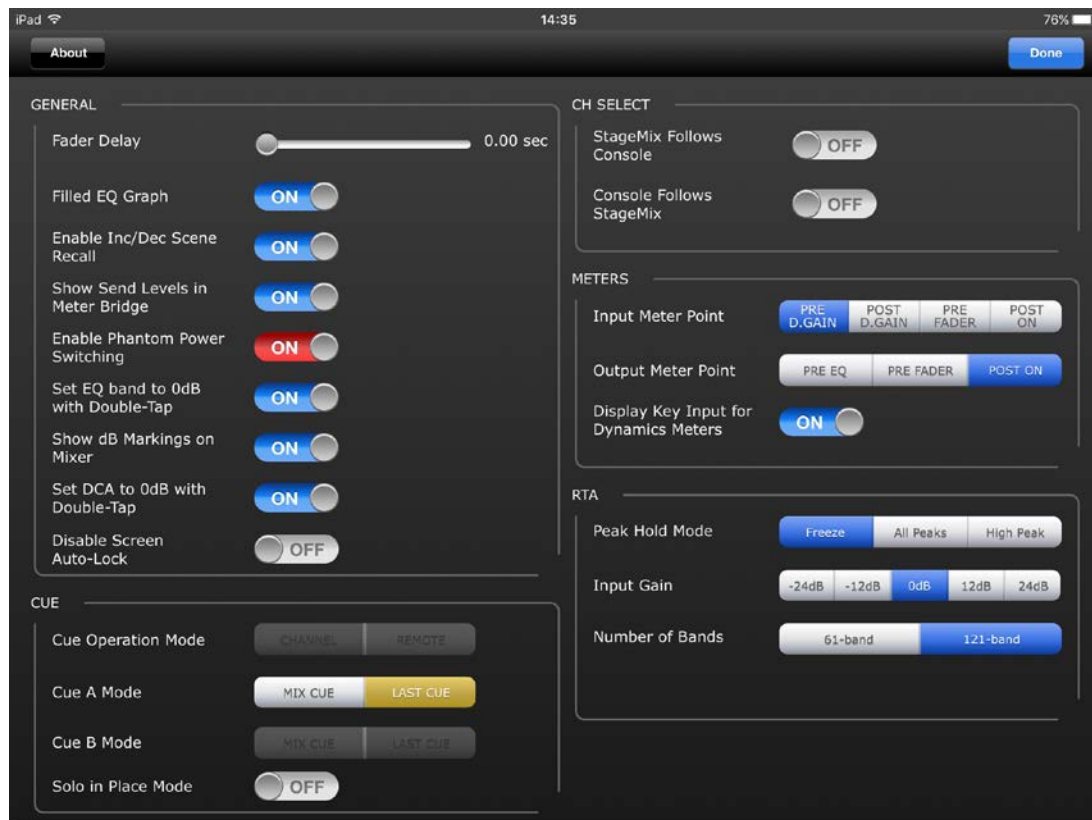 iPad 14:35 76%
About Done
GENERAL
Fader Delay 0.00 sec
Filled EQ Graph ON
Enable Inc/Dec Scene
Recall ON
Show Send Levels in
Meter Bridge ON
Enable Phantom Power
Switching ON
Set EQ band to 0dB
with Double-Tap ON
Show dB Markings on
Mixer ON
Set DCA to 0dB with
Double-Tap ON
Disable Screen
Auto-Lock OFF
CUE
Cue Operation Mode CHANNEL REMOTE
Cue A Mode MIX CUE LAST CUE
Cue B Mode MIX CUE LAST CUE
Solo in Place Mode OFF
CH SELECT
StageMix Follows
Console OFF
Console Follows
StageMix OFF
METERS
Input Meter Point PRE D.GAIN POST D.GAIN PRE FADER POST ON
Output Meter Point PRE EQ PRE FADER POST ON
Display Key Input for
Dynamics Meters ON
RTA
Peak Hold Mode Freeze All Peaks High Peak
Input Gain -24dB -12dB 0dB 12dB 24dB
Number of Bands 61-band 121-band